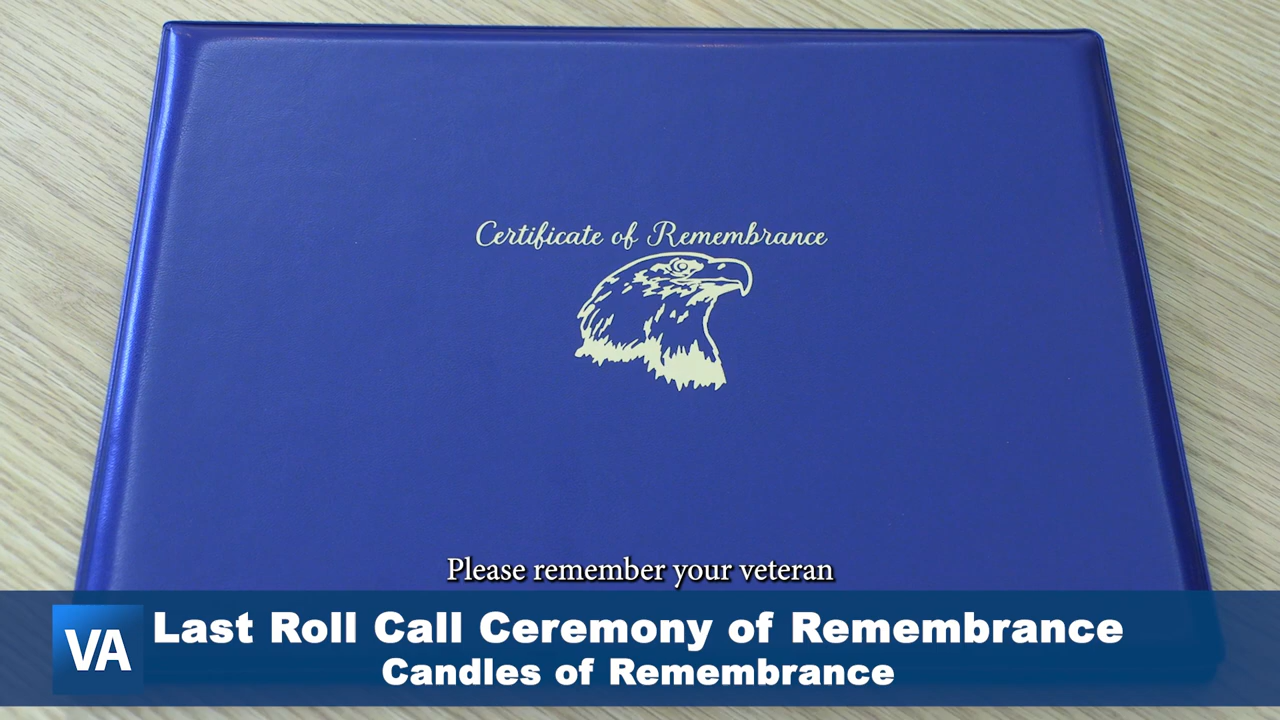 Certificate of Remembrance
Please remember your veteran
VA
Last Roll Call Ceremony of Remembrance
Candles of Remembrance